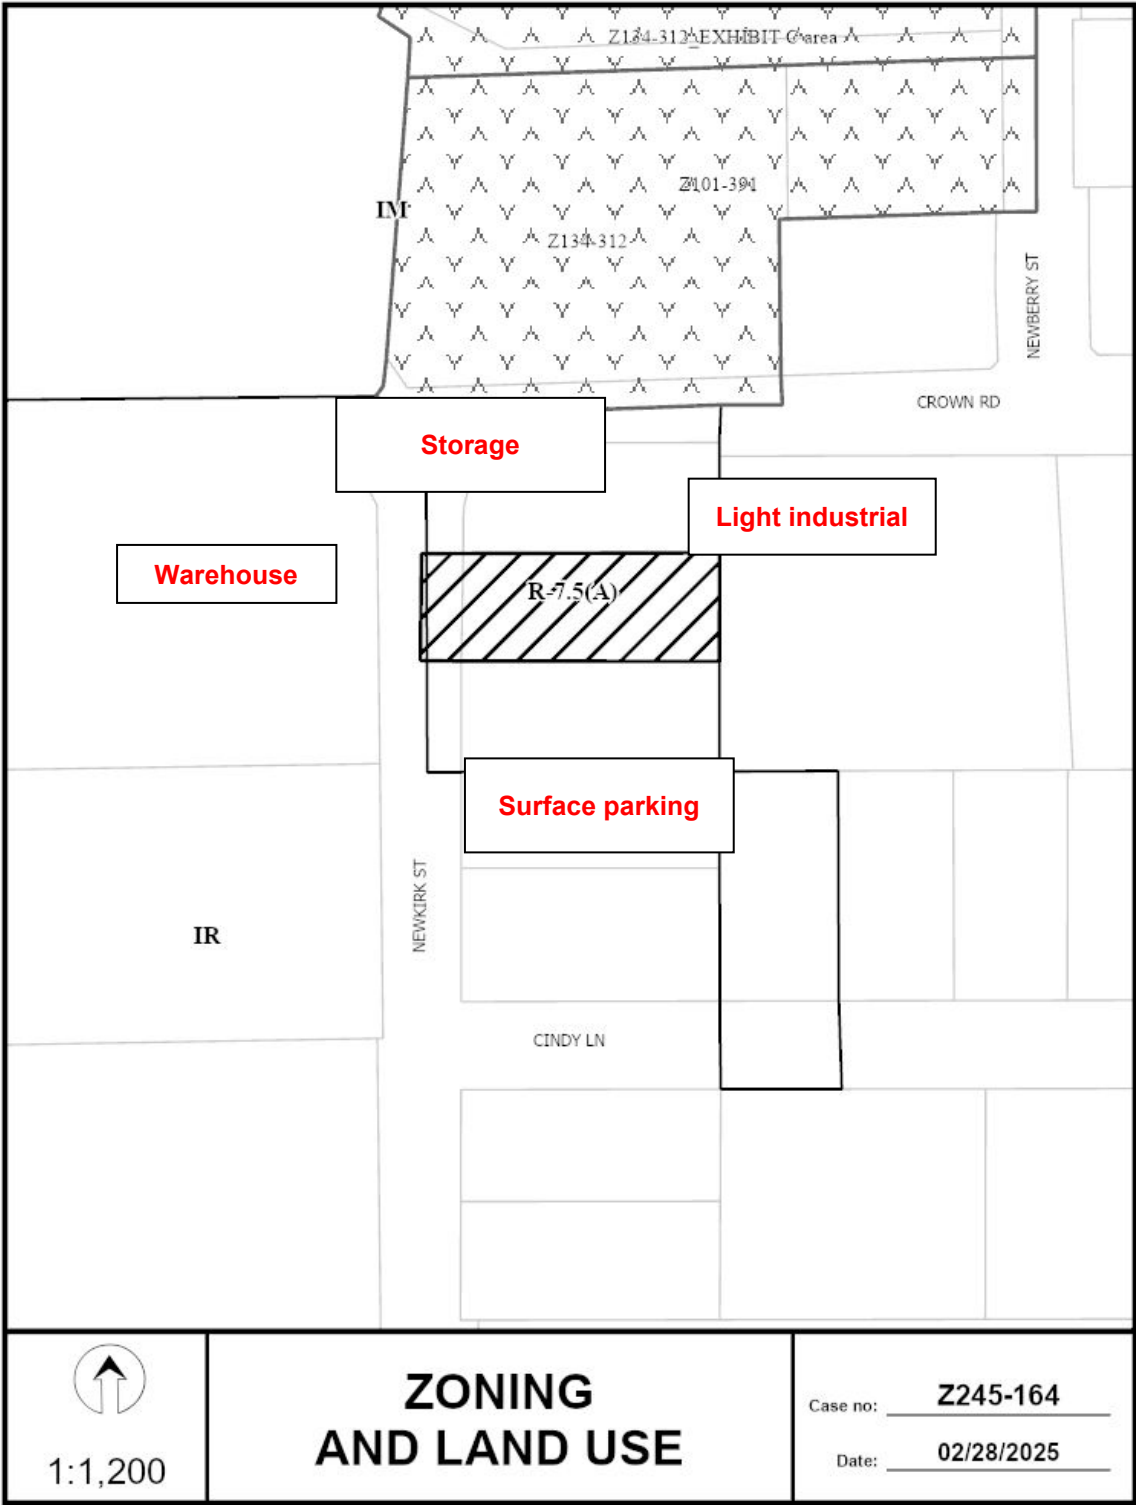 Z134-312_EXHIBIT C area
Z101-391
IM
Z134-312
NEWBERRY ST
CROWN RD
Storage
Light industrial
Warehouse
R-7.5(A)
Surface parking
NEWKIRK ST
IR
CINDY LN
1:1,200
ZONING
AND LAND USE
Case no: Z245-164
Date: 02/28/2025